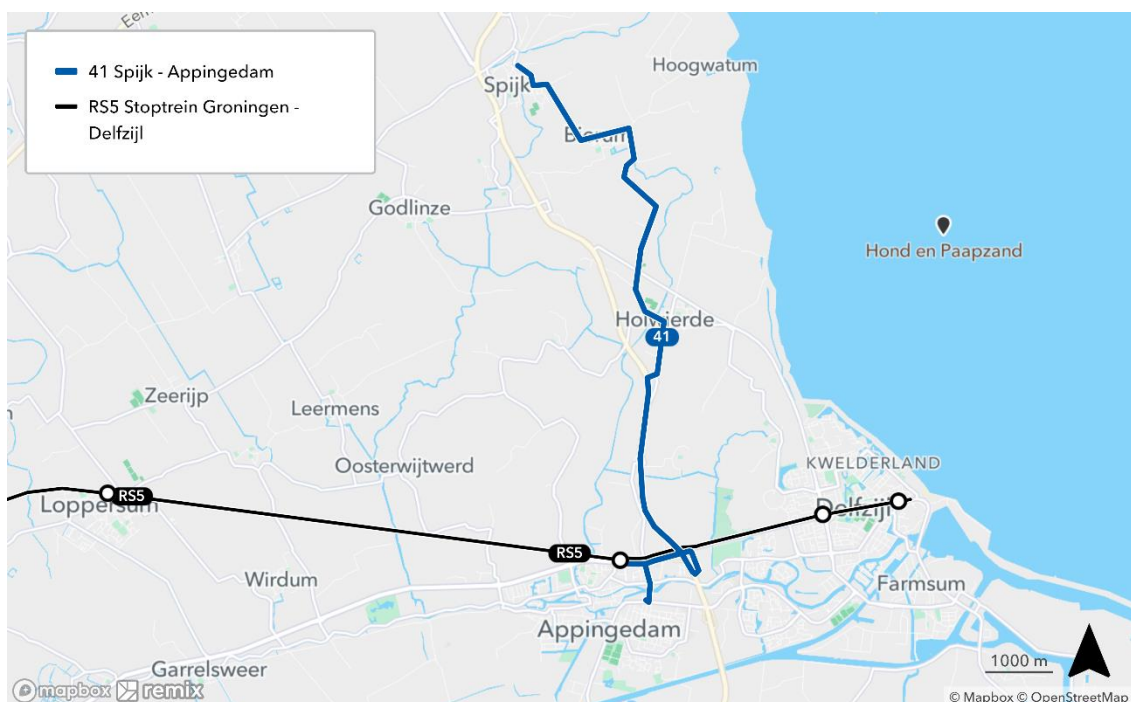 41 Spijk - Appingedam
RS5 Stoptrein Groningen -
Delfzijl
Hoogwatum
Spijk
Godlinze
Hond en Paapzand
41
Zeerijp
Leermens
Oosterwijtwerd
KWELDERLAND
Delfzijl
RS5
Loppersum
RS5
Wirdum
Farmsum
Appingedam
Garrelsweer
1000 m
mapbox remix
© Mapbox © OpenStreetMap